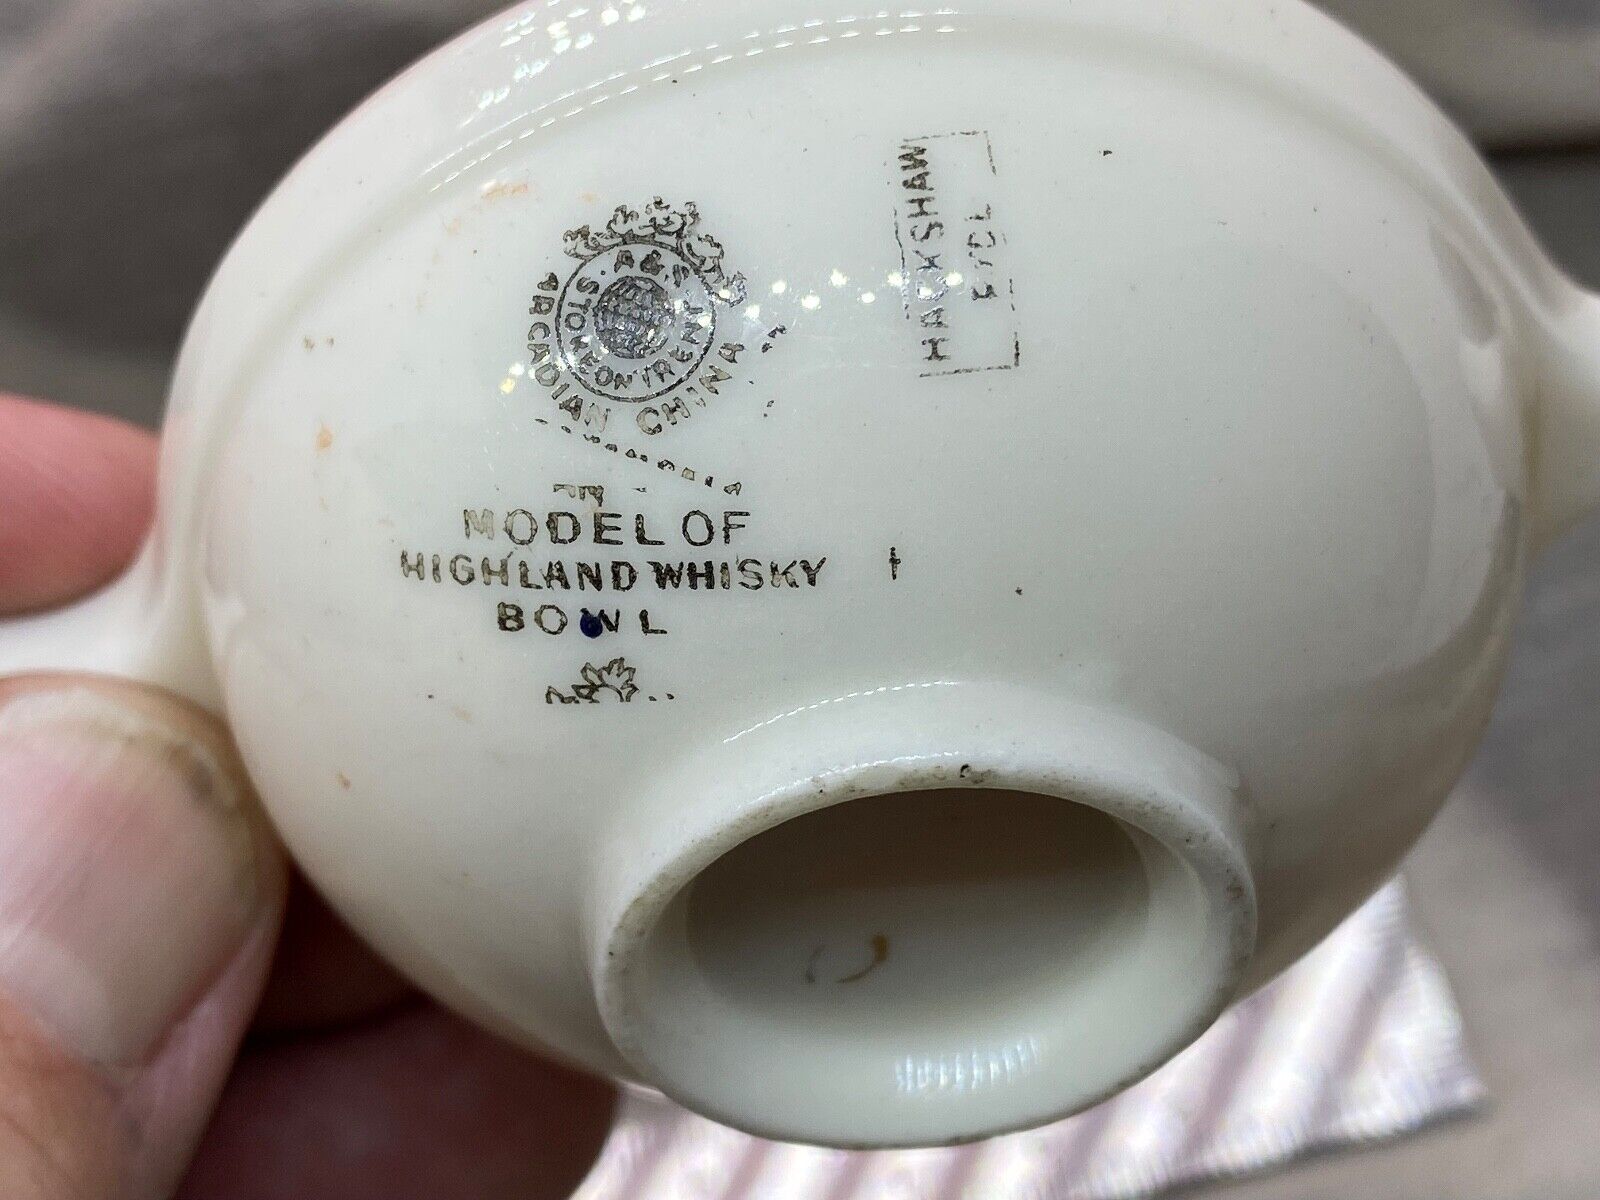 A & S
STOKE ON TRENT
ARCADIAN CHINA
MODEL OF
HIGHLAND WHISKY
BOWL
HACKSHAW